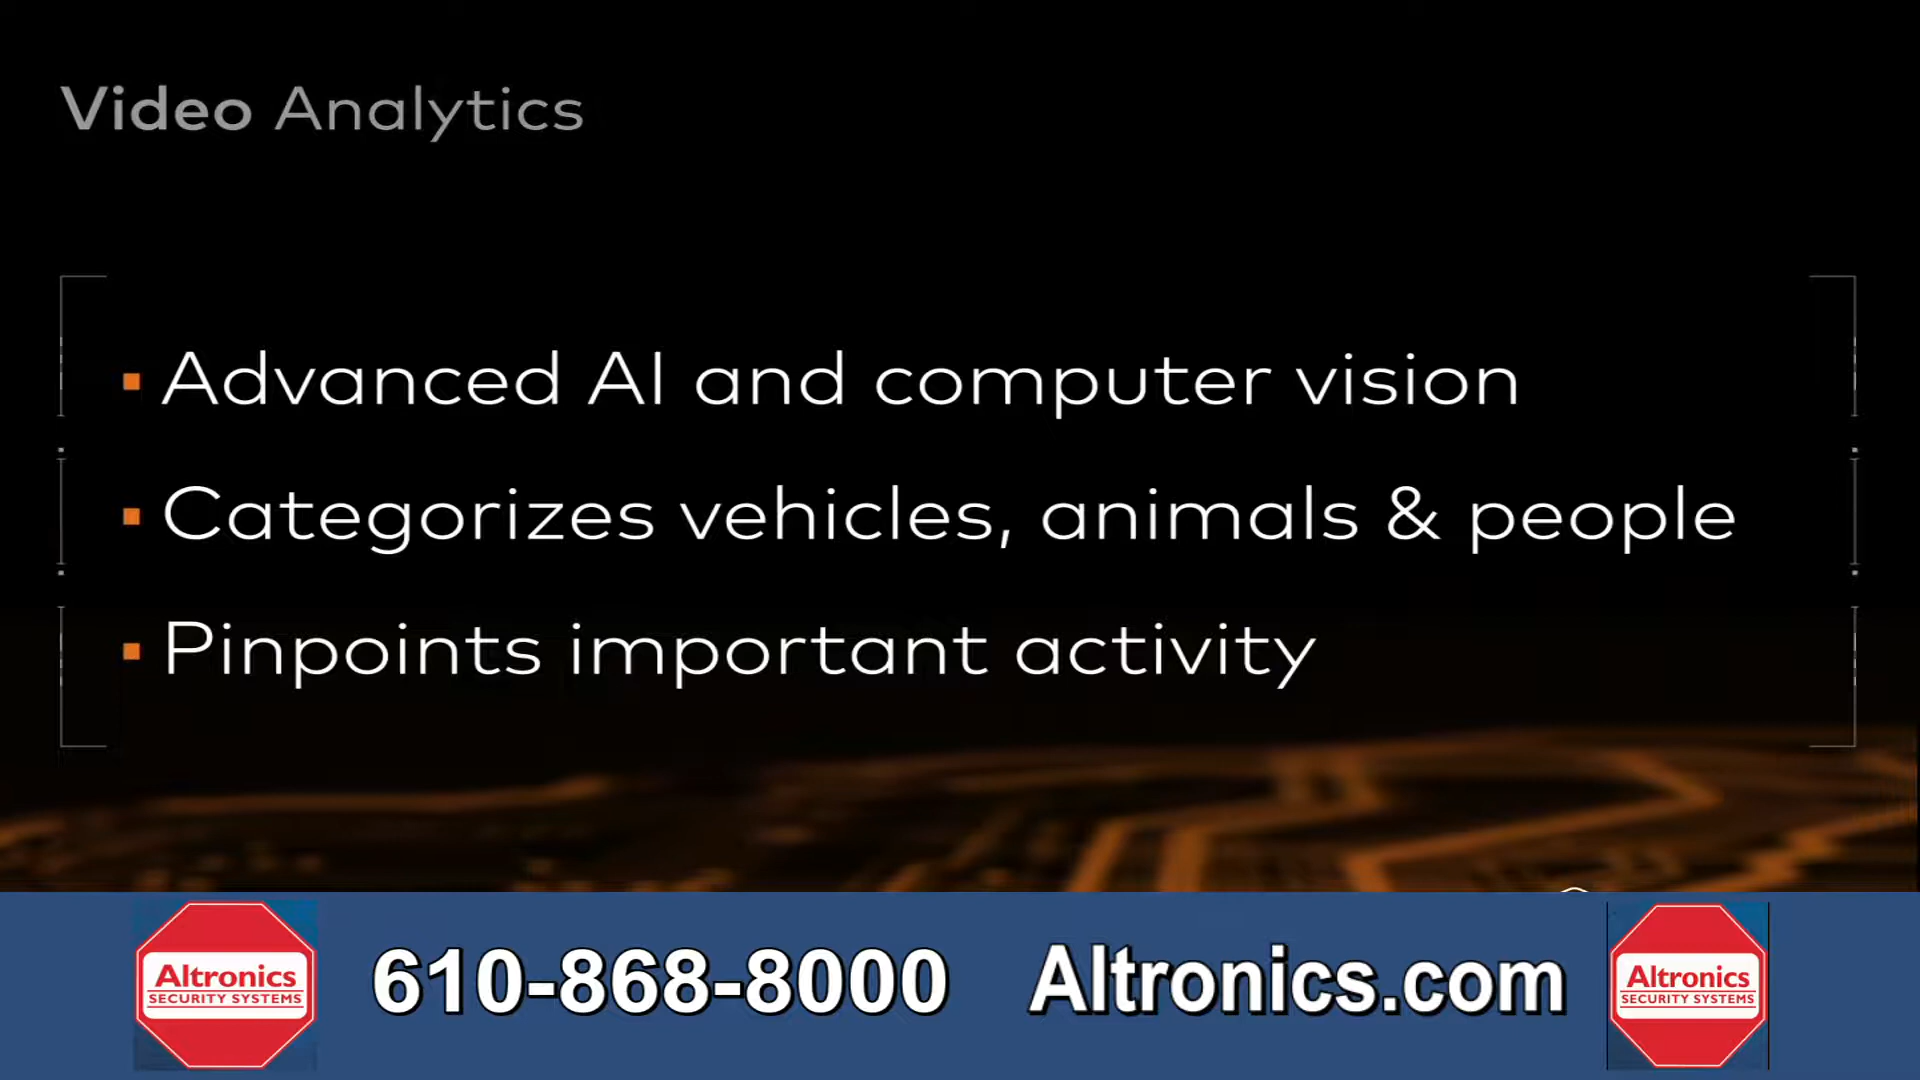 Video Analytics
▪ Advanced AI and computer vision
▪ Categorizes vehicles, animals & people
▪ Pinpoints important activity
Altronics
SECURITY SYSTEMS
610-868-8000
Altronics.com
Altronics
SECURITY SYSTEMS